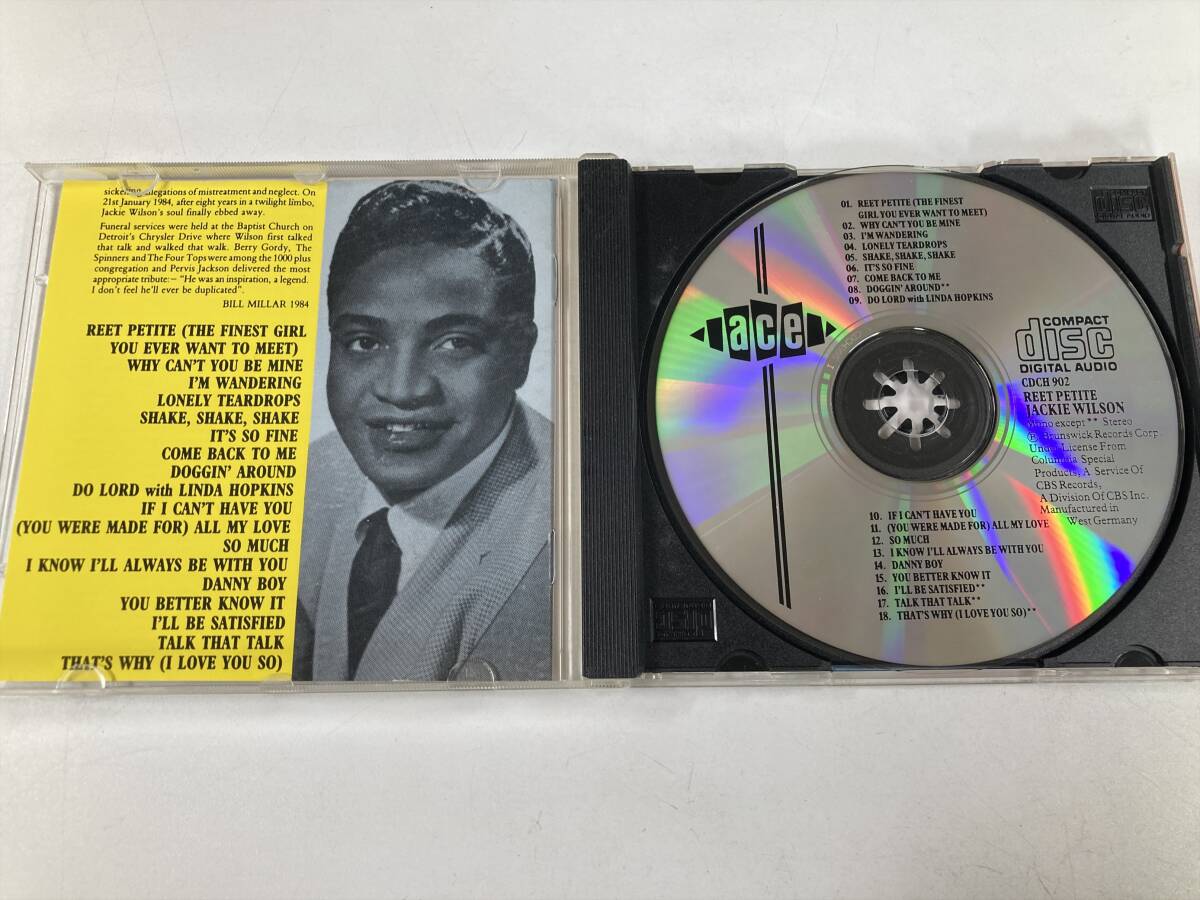 sickening allegations of mistreatment and neglect. On
21st January 1984, after eight years in a twilight limbo,
Jackie Wilson's soul finally ebbed away.
Funeral services were held at the Baptist Church on
Detroit's Chrysler Drive where Wilson first talked
that talk and walked that walk. Berry Gordy, The
Spinners and The Four Tops were among the 1000 plus
congregation and Pervis Jackson delivered the most
appropriate tribute:– "He was an inspiration, a legend.
I don't feel he'll ever be duplicated".
BILL MILLAR 1984
REET PETITE (THE FINEST GIRL
YOU EVER WANT TO MEET)
WHY CAN'T YOU BE MINE
I'M WANDERING
LONELY TEARDROPS
SHAKE, SHAKE, SHAKE
IT'S SO FINE
COME BACK TO ME
DOGGIN' AROUND
DO LORD with LINDA HOPKINS
IF I CAN'T HAVE YOU
(YOU WERE MADE FOR) ALL MY LOVE
SO MUCH
I KNOW I'LL ALWAYS BE WITH YOU
DANNY BOY
YOU BETTER KNOW IT
I'LL BE SATISFIED
TALK THAT TALK
THAT'S WHY (I LOVE YOU SO)
01. REET PETITE (THE FINEST
GIRL YOU EVER WANT TO MEET)
02. WHY CAN'T YOU BE MINE
03. I'M WANDERING
04. LONELY TEARDROPS
05. SHAKE, SHAKE, SHAKE
06. IT'S SO FINE
07. COME BACK TO ME
08. DOGGIN' AROUND**
09. DO LORD with LINDA HOPKINS
ace
COMPACT
disc
DIGITAL AUDIO
CDCH 902
REET PETITE
JACKIE WILSON
Mono except ** Stereo
℗ Brunswick Records Corp.
Under License From
Columbia Special
Products, A Service Of
CBS Records,
A Division Of CBS Inc.
Manufactured in
West Germany
10. IF I CAN'T HAVE YOU
11. (YOU WERE MADE FOR) ALL MY LOVE
12. SO MUCH
13. I KNOW I'LL ALWAYS BE WITH YOU
14. DANNY BOY
15. YOU BETTER KNOW IT
16. I'LL BE SATISFIED**
17. TALK THAT TALK**
18. THAT'S WHY (I LOVE YOU SO)**
COMPACT
disc
DIGITAL AUDIO